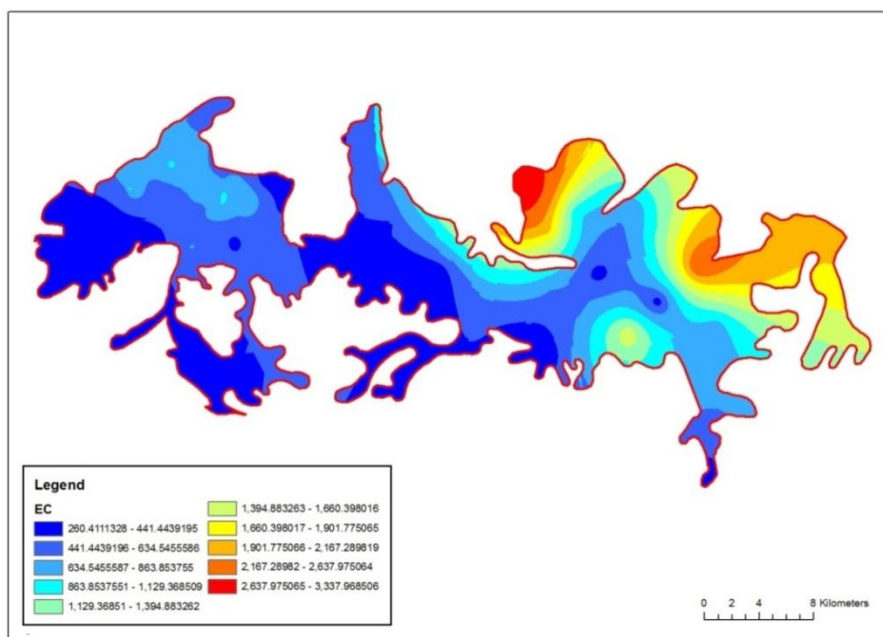 Legend
EC
260.4111328 - 441.4439195
441.4439196 - 634.5455586
634.5455587 - 863.853755
863.8537551 - 1,129.368509
1,129.36851 - 1,394.883262
1,394.883263 - 1,660.398016
1,660.398017 - 1,901.775065
1,901.775066 - 2,167.289819
2,167.28982 - 2,637.975064
2,637.975065 - 3,337.968506
0 2 4 8 Kilometers